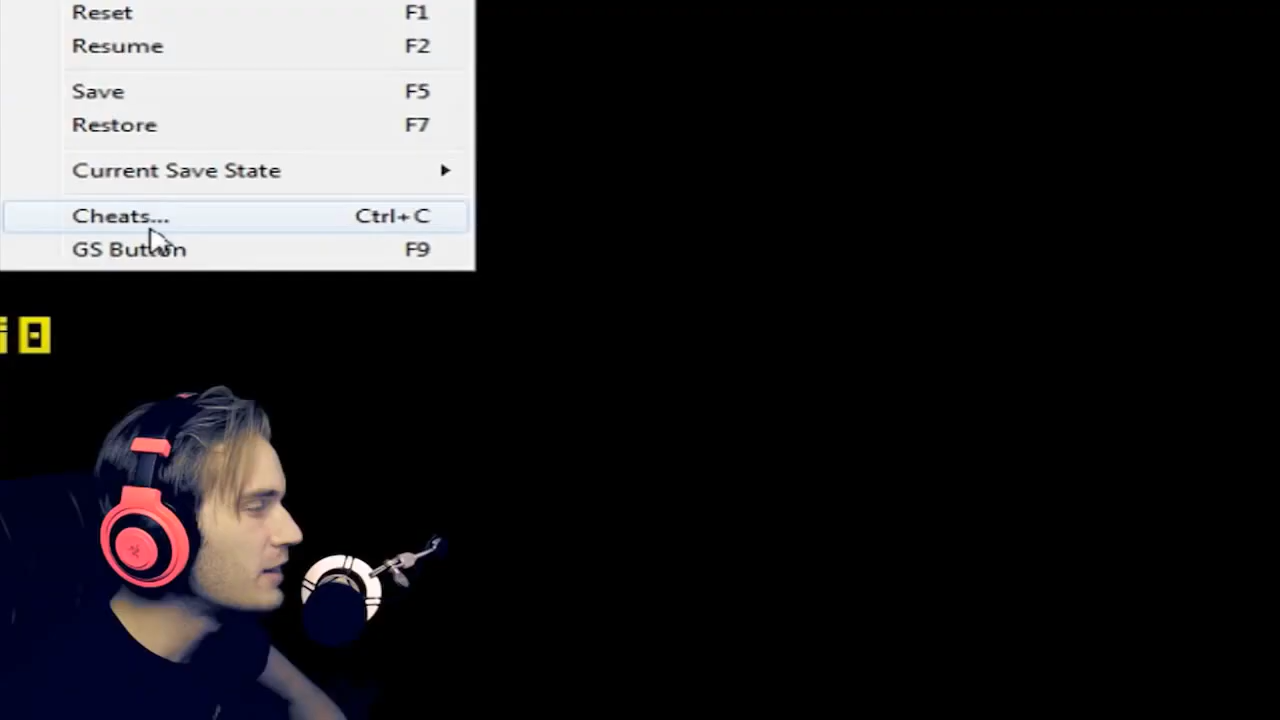 Reset F1
Resume F2
Save F5
Restore F7
Current Save State
Cheats... Ctrl+C
GS Button F9